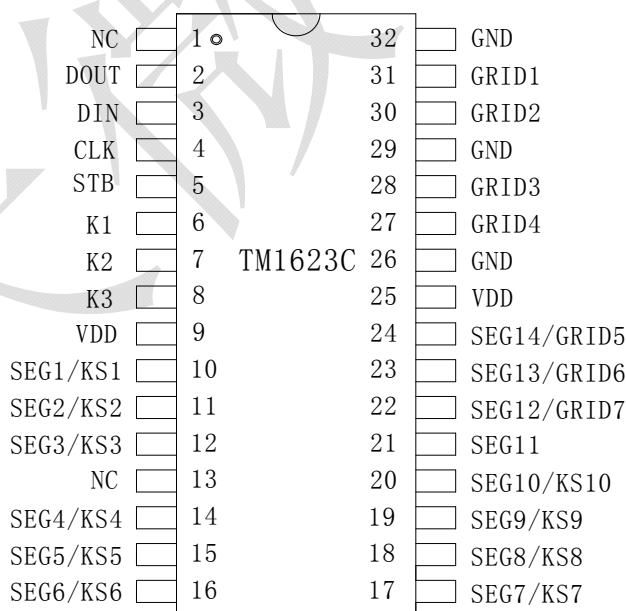 NC 1 32 GND
DOUT 2 31 GRID1
DIN 3 30 GRID2
CLK 4 29 GND
STB 5 28 GRID3
K1 6 27 GRID4
K2 7 TM1623C 26 GND
K3 8 25 VDD
VDD 9 24 SEG14/GRID5
SEG1/KS1 10 23 SEG13/GRID6
SEG2/KS2 11 22 SEG12/GRID7
SEG3/KS3 12 21 SEG11
NC 13 20 SEG10/KS10
SEG4/KS4 14 19 SEG9/KS9
SEG5/KS5 15 18 SEG8/KS8
SEG6/KS6 16 17 SEG7/KS7